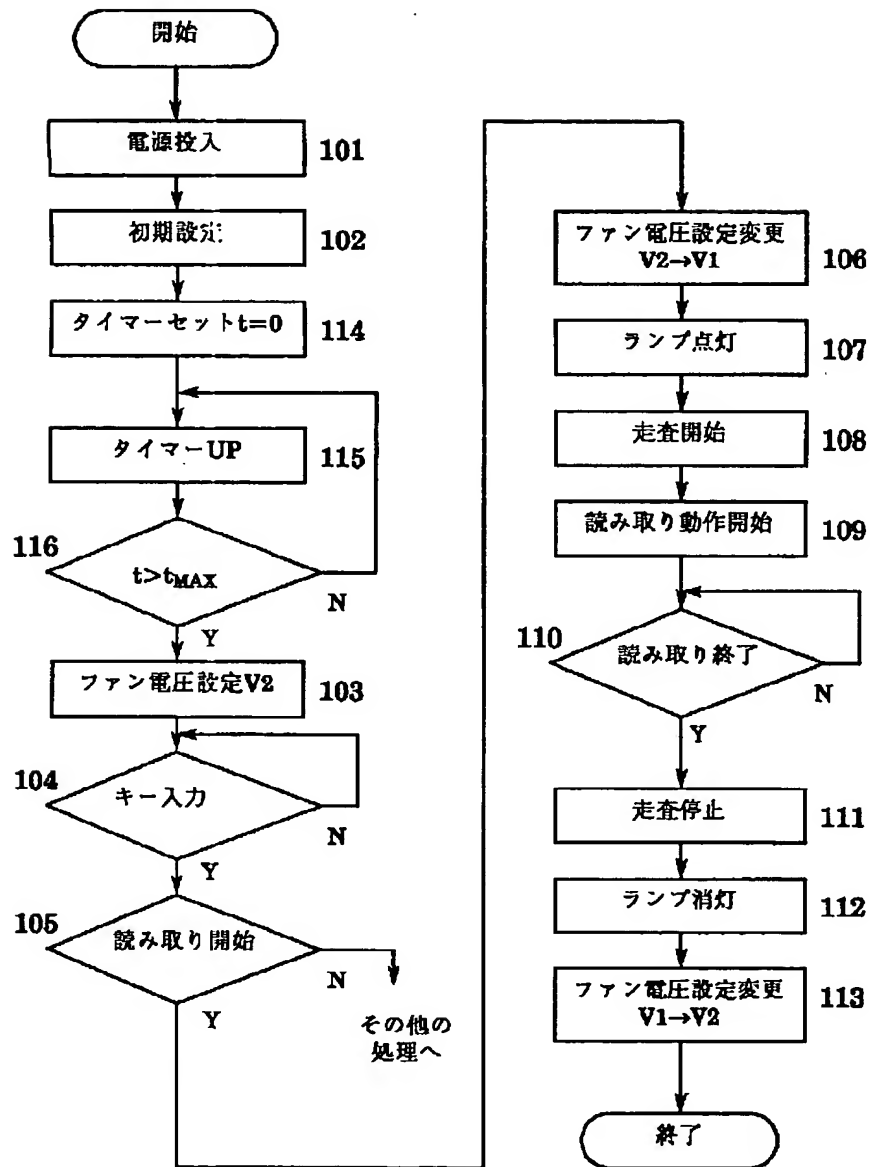 開始
電源投入
101
初期設定
102
タイマーセットt=0
114
タイマーUP
115
116
t>tMAX
N
Y
ファン電圧設定V2
103
104
キー入力
N
Y
105
読み取り開始
N
Y
その他の
処理へ
ファン電圧設定変更
V2→V1
106
ランプ点灯
107
走査開始
108
読み取り動作開始
109
110
読み取り終了
N
Y
走査停止
111
ランプ消灯
112
ファン電圧設定変更
V1→V2
113
終了